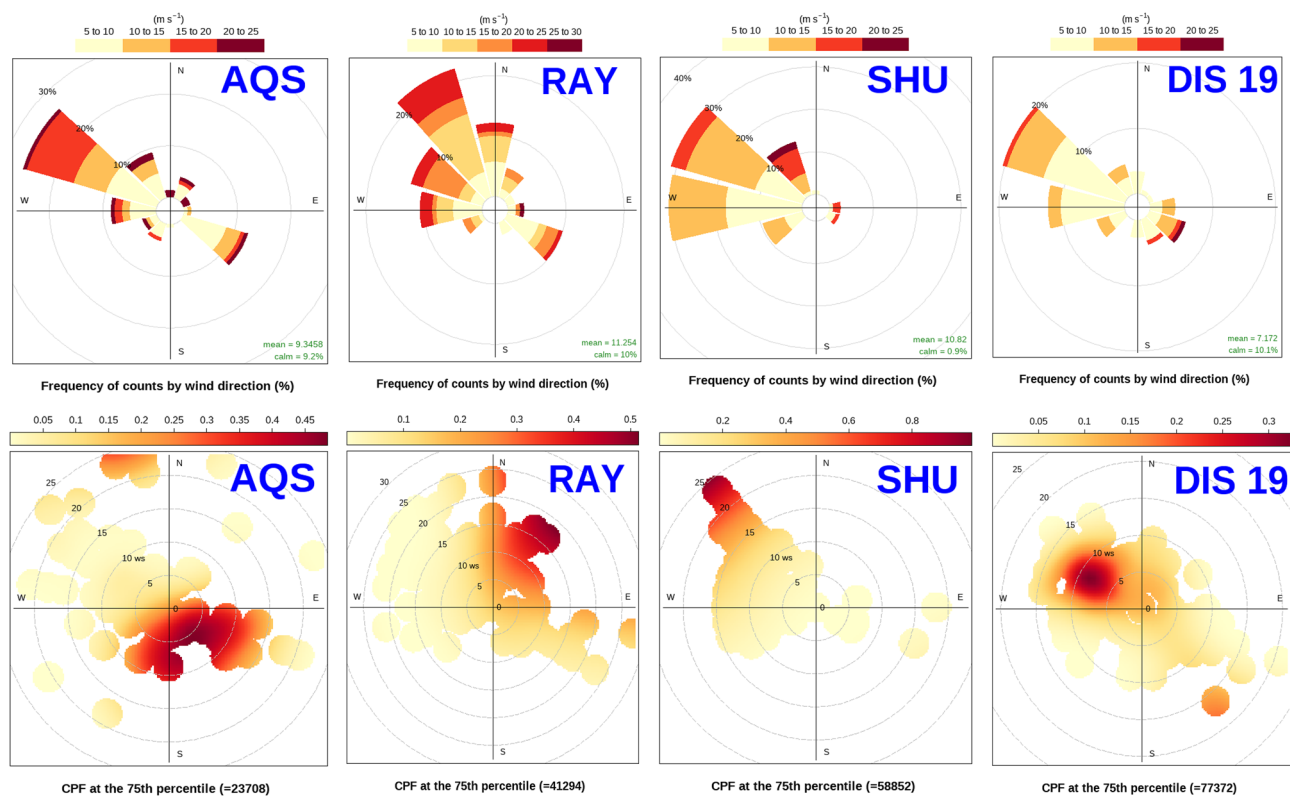 (m s⁻¹)
5 to 10 10 to 15 15 to 20 20 to 25
AQS
N
30%
20%
10%
W E
S
mean = 9.3458
calm = 9.2%
Frequency of counts by wind direction (%)
(m s⁻¹)
5 to 10 10 to 15 15 to 20 20 to 25 25 to 30
RAY
N
20%
10%
W E
S
mean = 11.254
calm = 10%
Frequency of counts by wind direction (%)
(m s⁻¹)
5 to 10 10 to 15 15 to 20 20 to 25
SHU
N
40%
30%
20%
10%
W E
S
mean = 10.82
calm = 0.9%
Frequency of counts by wind direction (%)
(m s⁻¹)
5 to 10 10 to 15 15 to 20 20 to 25
DIS 19
N
20%
10%
W E
S
mean = 7.172
calm = 10.1%
Frequency of counts by wind direction (%)
0.05 0.1 0.15 0.2 0.25 0.3 0.35 0.4 0.45
AQS
N
25
20
15
10 ws
5
0
W E
S
CPF at the 75th percentile (=23708)
0.1 0.2 0.3 0.4 0.5
RAY
N
30
25
20
15
10 ws
5
0
W E
S
CPF at the 75th percentile (=41294)
0.2 0.4 0.6 0.8
SHU
N
25
20
15
10 ws
5
0
W E
S
CPF at the 75th percentile (=58852)
0.05 0.1 0.15 0.2 0.25 0.3
DIS 19
N
25
20
15
10 ws
5
0
W E
S
CPF at the 75th percentile (=77372)